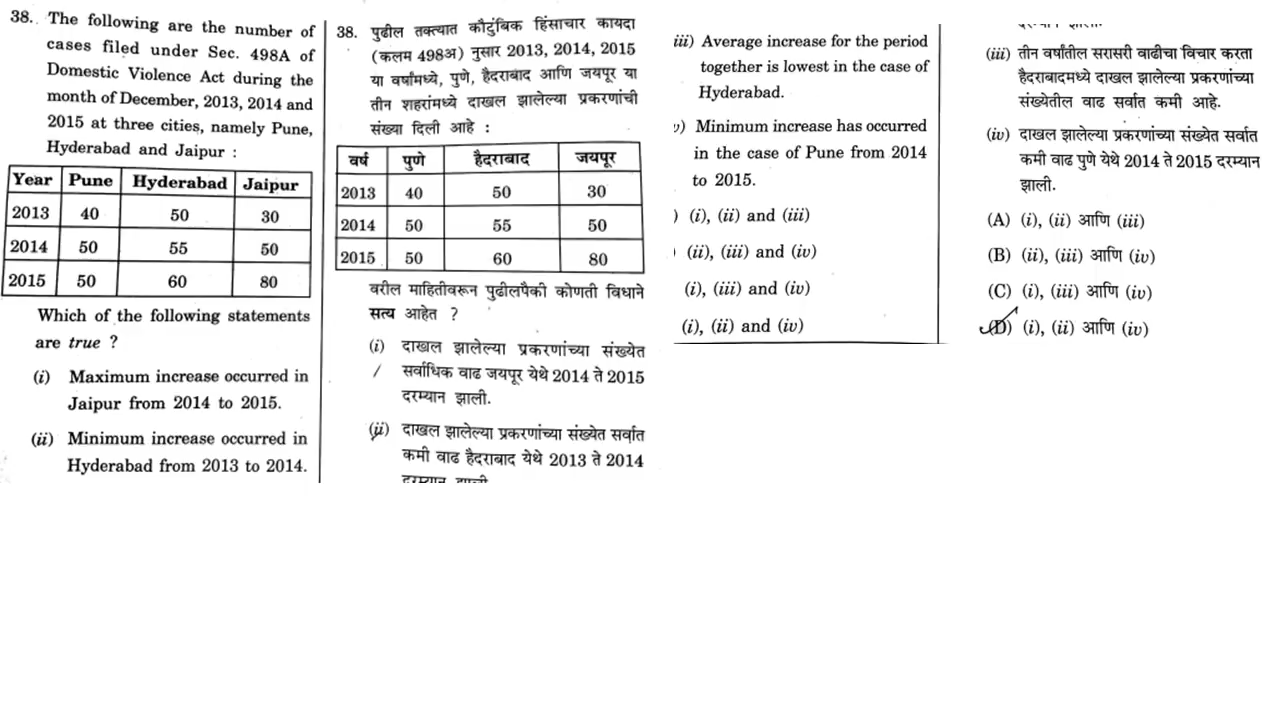 38. The following are the number of
cases filed under Sec. 498A of
Domestic Violence Act during the
month of December, 2013, 2014 and
2015 at three cities, namely Pune,
Hyderabad and Jaipur :
Year Pune Hyderabad Jaipur
2013 40 50 30
2014 50 55 50
2015 50 60 80
Which of the following statements
are true ?
(i) Maximum increase occurred in
Jaipur from 2014 to 2015.
(ii) Minimum increase occurred in
Hyderabad from 2013 to 2014.
38. पुढील तक्त्यात कौटुंबिक हिंसाचार कायदा
(कलम 498अ) नुसार 2013, 2014, 2015
या वर्षांमध्ये, पुणे, हैदराबाद आणि जयपूर या
तीन शहरांमध्ये दाखल झालेल्या प्रकरणांची
संख्या दिली आहे :
वर्ष पुणे हैदराबाद जयपूर
2013 40 50 30
2014 50 55 50
2015 50 60 80
वरील माहितीवरून पुढीलपैकी कोणती विधाने
सत्य आहेत ?
(i) दाखल झालेल्या प्रकरणांच्या संख्येत
सर्वाधिक वाढ जयपूर येथे 2014 ते 2015
दरम्यान झाली.
(ii) दाखल झालेल्या प्रकरणांच्या संख्येत सर्वात
कमी वाढ हैदराबाद येथे 2013 ते 2014
दरम्यान झाली
iii) Average increase for the period
together is lowest in the case of
Hyderabad.
v) Minimum increase has occurred
in the case of Pune from 2014
to 2015.
) (i), (ii) and (iii)
(ii), (iii) and (iv)
(i), (iii) and (iv)
(i), (ii) and (iv)
दरम्यान झाली.
(iii) तीन वर्षांतील सरासरी वाढीचा विचार करता
हैदराबादमध्ये दाखल झालेल्या प्रकरणांच्या
संख्येतील वाढ सर्वात कमी आहे.
(iv) दाखल झालेल्या प्रकरणांच्या संख्येत सर्वात
कमी वाढ पुणे येथे 2014 ते 2015 दरम्यान
झाली.
(A) (i), (ii) आणि (iii)
(B) (ii), (iii) आणि (iv)
(C) (i), (iii) आणि (iv)
(D) (i), (ii) आणि (iv)